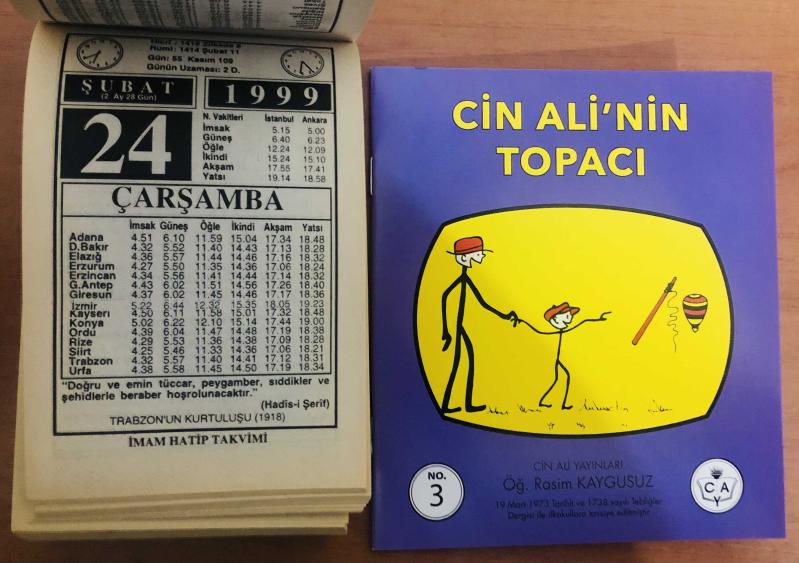 Hicri: 1419 Zilkade 8
Rumi: 1414 Şubat 11
Gün: 55 Kasım 109
Günün Uzaması: 2 D.
ŞUBAT
(2. Ay 28 Gün)
1999
24
N. Vakitleri İstanbul Ankara
İmsak 5.15 5.00
Güneş 6.40 6.23
Öğle 12.24 12.09
İkindi 15.24 15.10
Akşam 17.55 17.41
Yatsı 19.14 18.58
ÇARŞAMBA
İmsak Güneş Öğle İkindi Akşam Yatsı
Adana 4.51 6.10 11.59 15.04 17.34 18.48
D.Bakır 4.32 5.52 11.40 14.43 17.13 18.28
Elazığ 4.36 5.57 11.44 14.46 17.16 18.32
Erzurum 4.27 5.50 11.35 14.36 17.06 18.24
Erzincan 4.34 5.56 11.41 14.44 17.14 18.32
G.Antep 4.43 6.02 11.51 14.56 17.26 18.40
Giresun 4.37 6.02 11.45 14.46 17.17 18.36
İzmir 5.22 6.44 12.32 15.35 18.05 19.23
Kayseri 4.50 6.11 11.58 15.01 17.32 18.48
Konya 5.02 6.22 12.10 15.14 17.44 19.00
Ordu 4.39 6.04 11.47 14.48 17.19 18.38
Rize 4.29 5.53 11.36 14.38 17.09 18.28
Siirt 4.25 5.46 11.33 14.36 17.06 18.21
Trabzon 4.32 5.57 11.40 14.41 17.12 18.31
Urfa 4.38 5.58 11.45 14.50 17.19 18.34
"Doğru ve emin tüccar, peygamber, sıddikler ve
şehidlerle beraber hoşrolunacaktır."
(Hadîs-i Şerif)
TRABZON'UN KURTULUŞU (1918)
İMAM HATİP TAKVİMİ
CİN ALİ'NİN
TOPACI
CİN ALİ YAYINLARI
Öğ. Rasim KAYGUSUZ
19 Mart 1973 Tarihli ve 1738 sayılı Tebliğler
Dergisi ile ilkokullara tavsiye edilmiştir
NO.
3
C A
Y